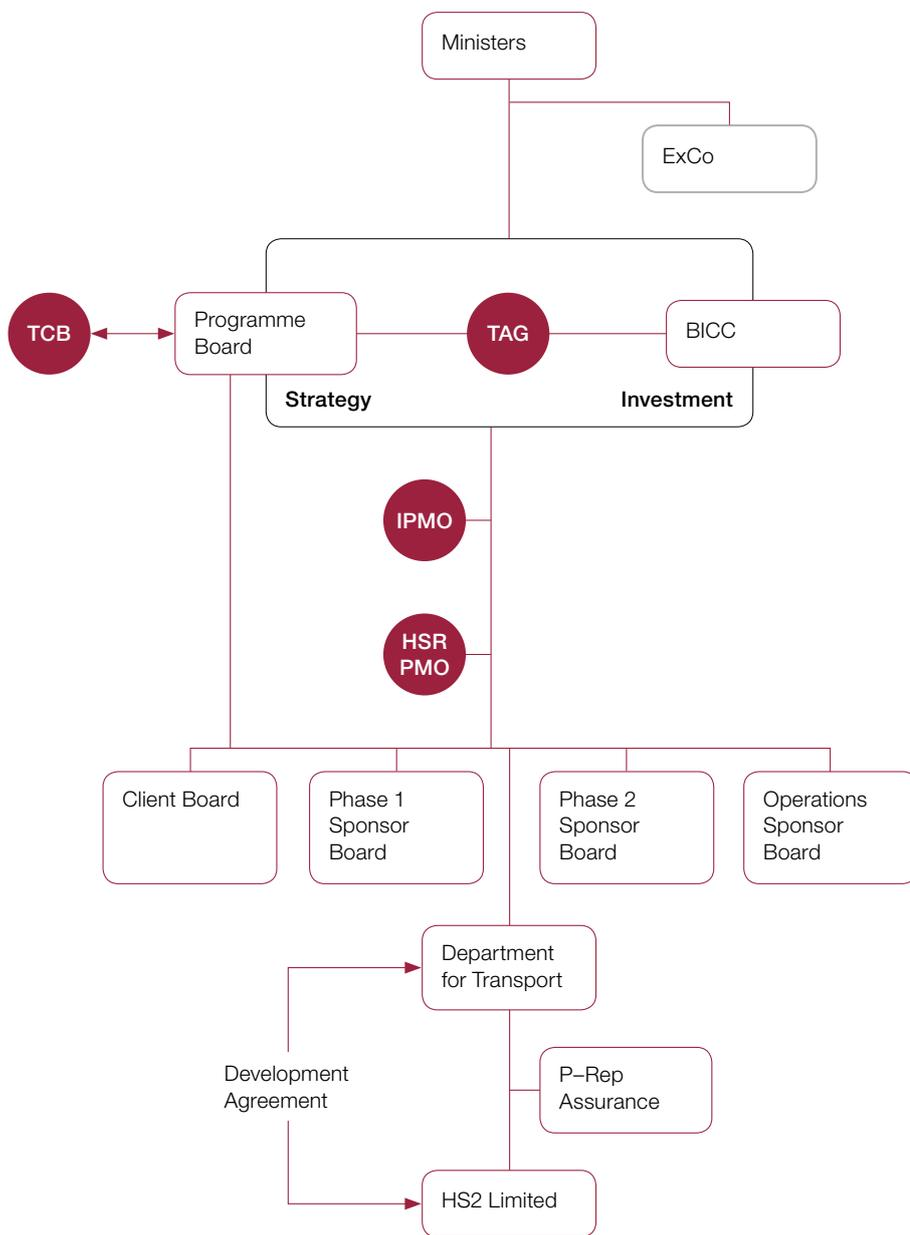 Ministers
ExCo
TCB
Programme
Board
TAG
BICC
Strategy
Investment
IPMO
HSR
PMO
Client Board
Phase 1
Sponsor
Board
Phase 2
Sponsor
Board
Operations
Sponsor
Board
Department
for Transport
Development
Agreement
P–Rep
Assurance
HS2 Limited